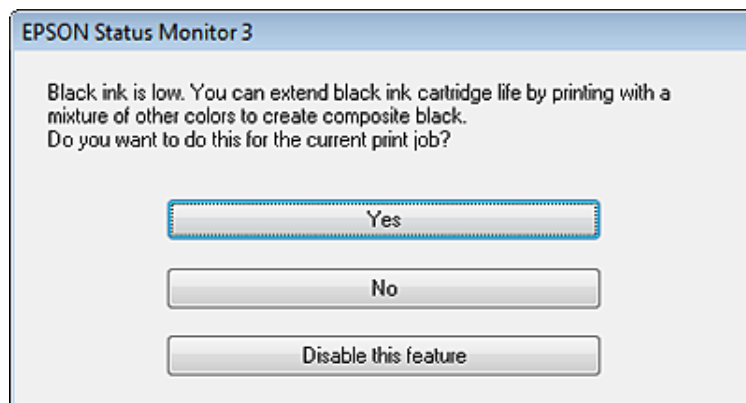 EPSON Status Monitor 3
Black ink is low. You can extend black ink cartridge life by printing with a
mixture of other colors to create composite black.
Do you want to do this for the current print job?
Yes
No
Disable this feature